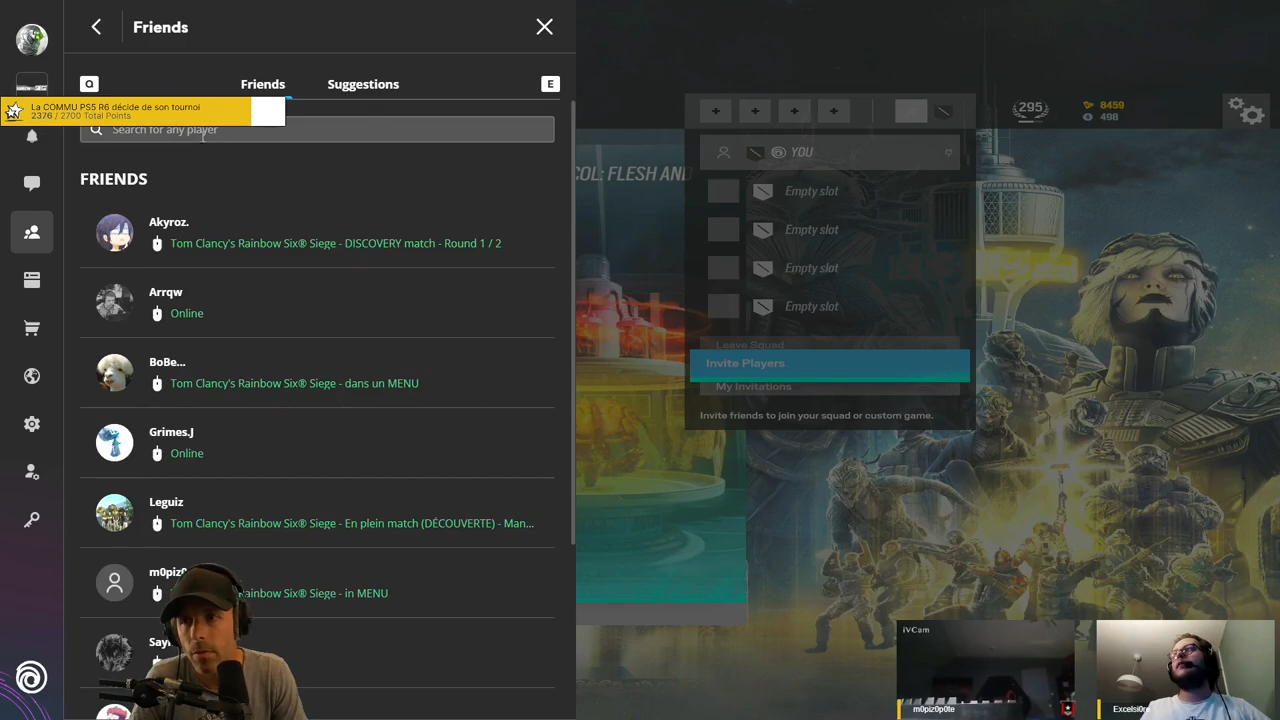 Friends
Q
Friends
Suggestions
E
La COMMU PS5 R6 décide de son tournoi
2376 / 2700 Total Points
Search for any player
FRIENDS
Akyroz.
Tom Clancy's Rainbow Six® Siege - DISCOVERY match - Round 1 / 2
Arrqw
Online
BoBe...
Tom Clancy's Rainbow Six® Siege - dans un MENU
Grimes.J
Online
Leguiz
Tom Clancy's Rainbow Six® Siege - En plein match (DÉCOUVERTE) - Man...
m0piz0
Rainbow Six® Siege - in MENU
Say
COL: FLESH AND
295
8459
498
YOU
Empty slot
Empty slot
Empty slot
Empty slot
Leave Squad
Invite Players
My Invitations
Invite friends to join your squad or custom game.
iVCam
m0piz0p0te
Excelsi0re